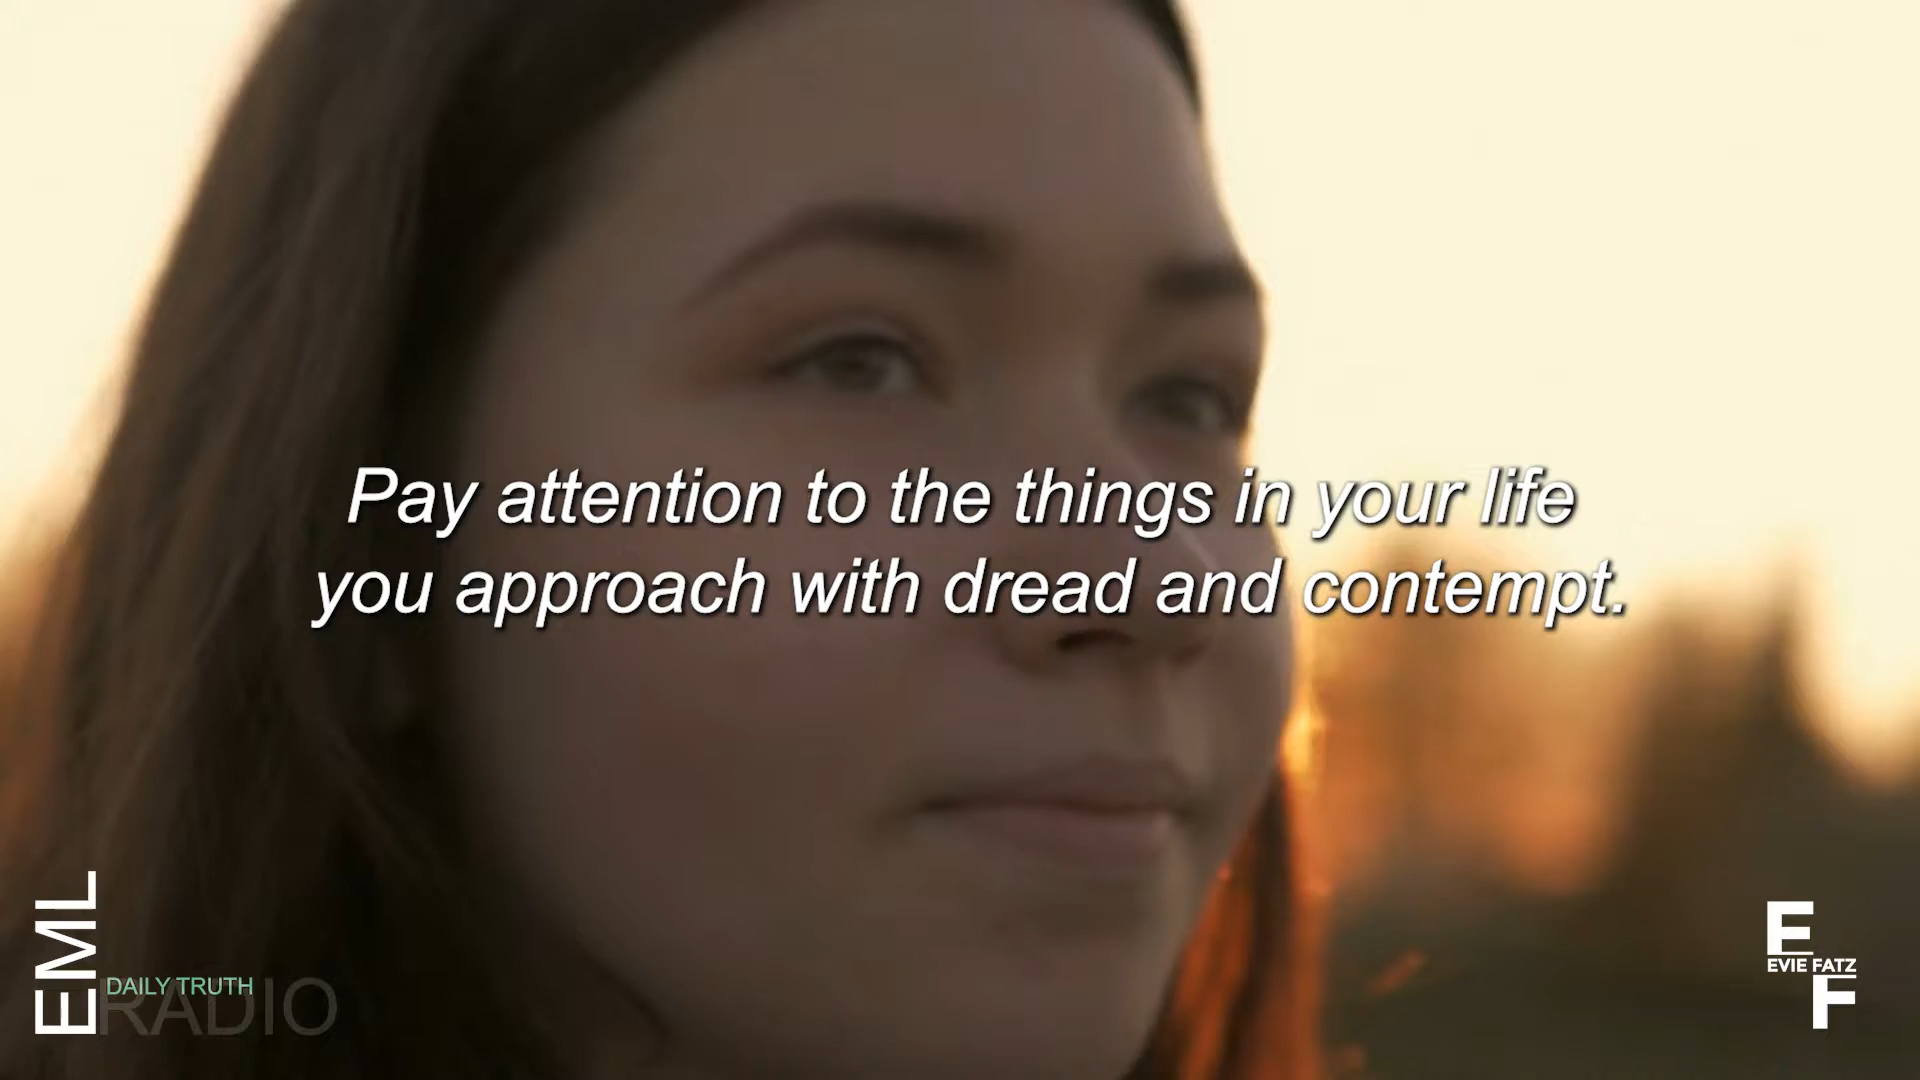 Pay attention to the things in your life
you approach with dread and contempt.
EML
RADIO
DAILY TRUTH
E
EVIE FATZ
F